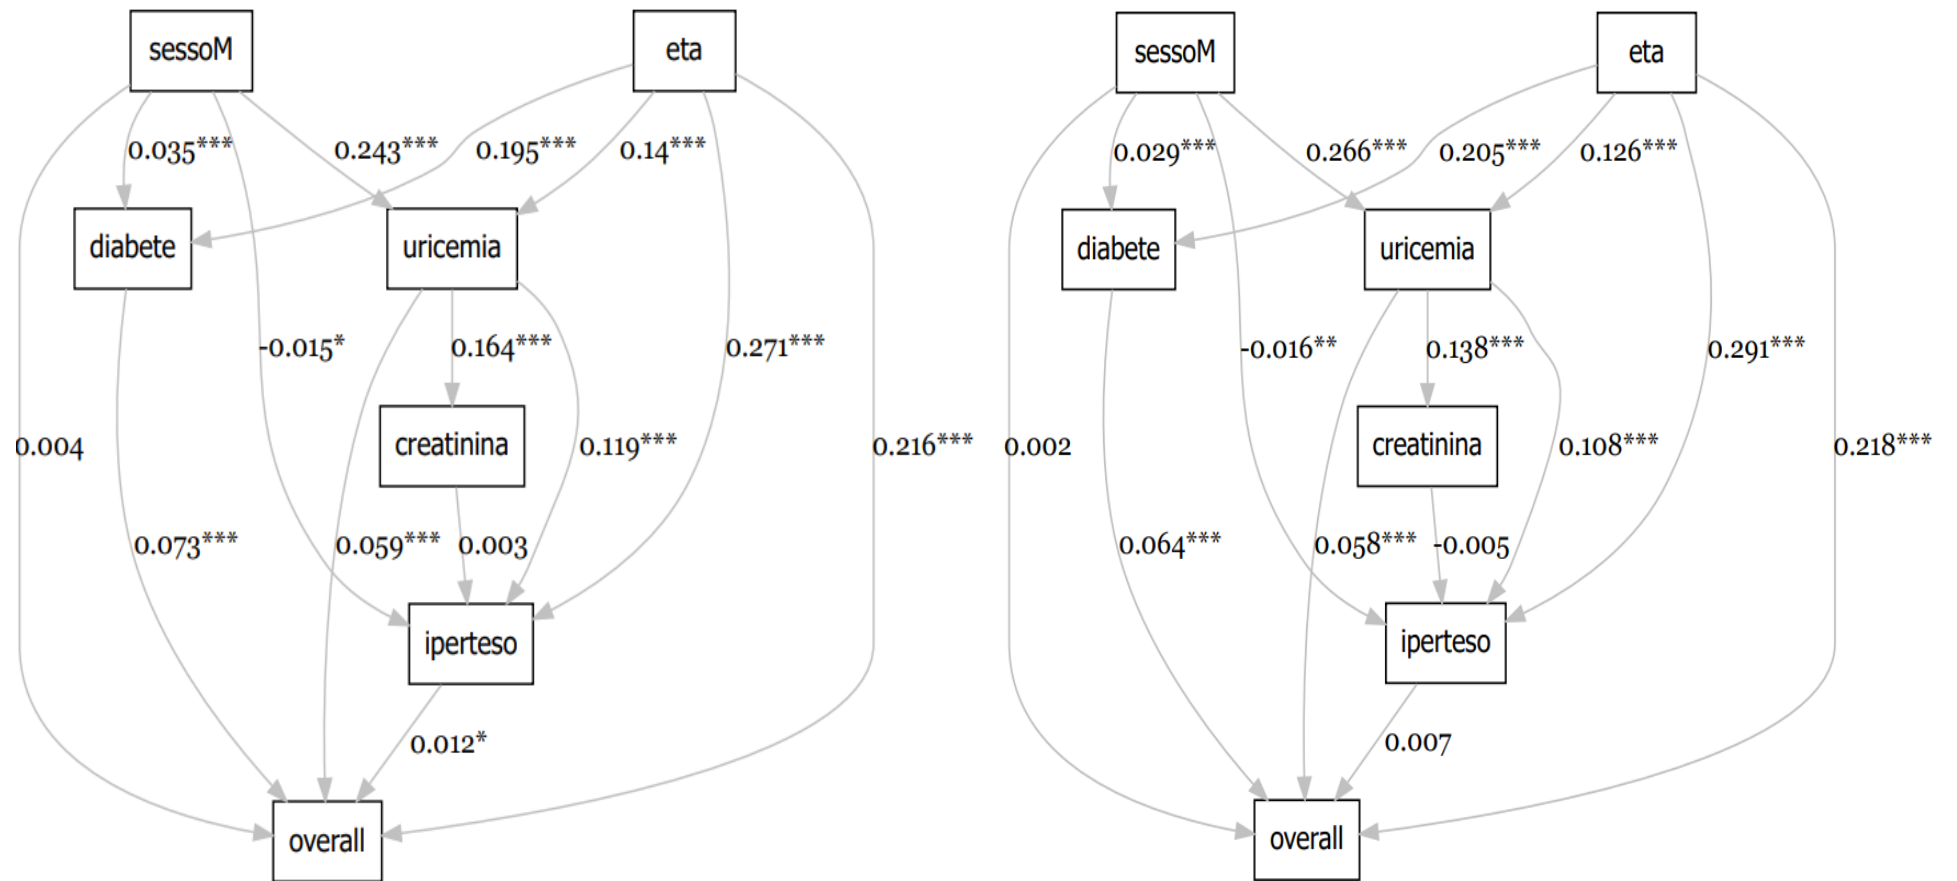 sessoM
eta
0.035***
0.243***
0.195***
0.14***
diabete
uricemia
-0.015*
0.164***
0.271***
0.004
creatinina
0.119***
0.216***
0.073***
0.059***
0.003
iperteso
0.012*
overall
sessoM
eta
0.029***
0.266***
0.205***
0.126***
diabete
uricemia
-0.016**
0.138***
0.291***
0.002
creatinina
0.108***
0.218***
0.064***
0.058***
-0.005
iperteso
0.007
overall